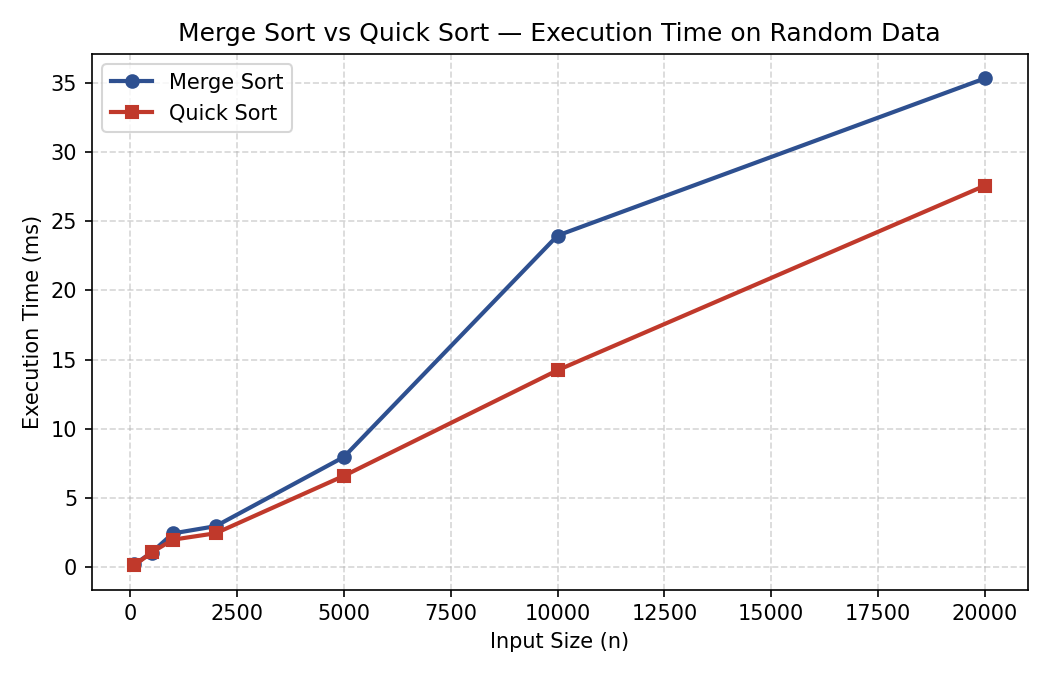 Merge Sort vs Quick Sort — Execution Time on Random Data
Merge Sort
Quick Sort
35
30
25
20
15
10
5
0
Execution Time (ms)
0 2500 5000 7500 10000 12500 15000 17500 20000
Input Size (n)